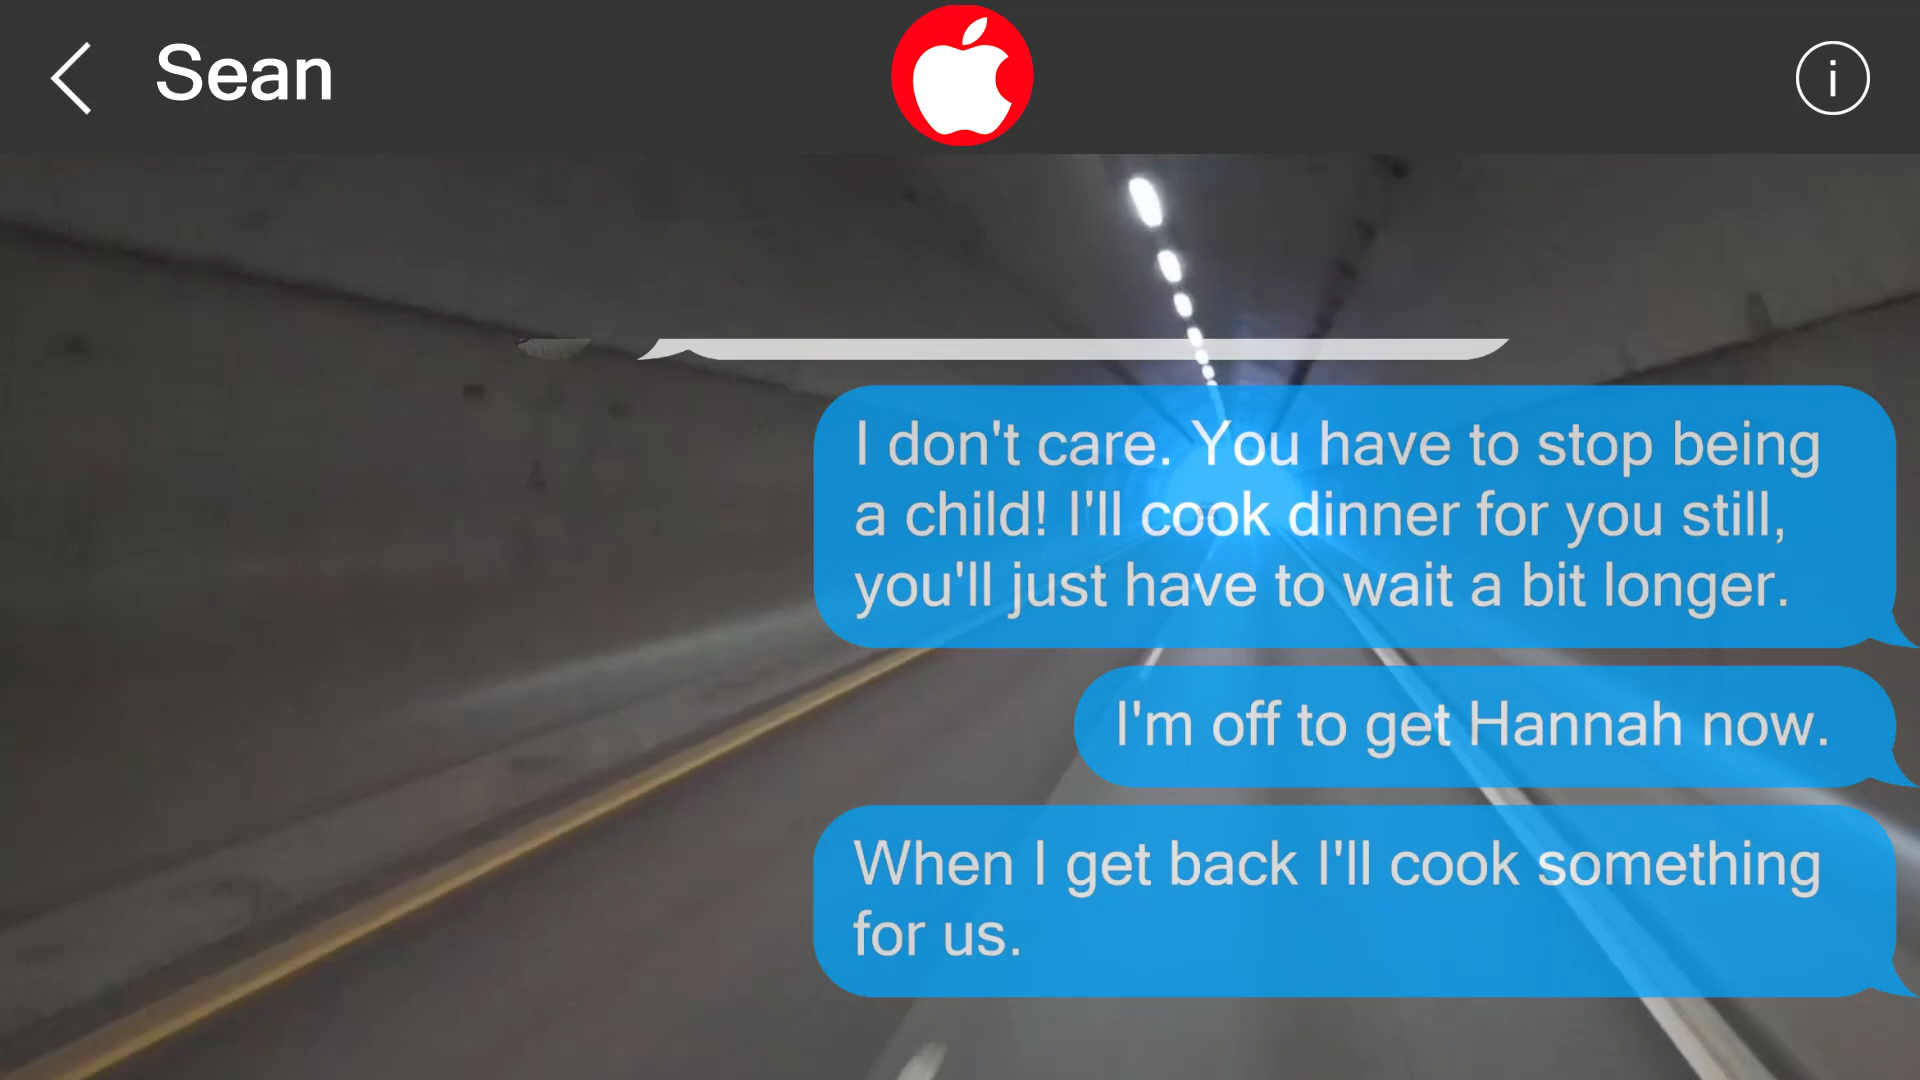 Sean
i
I don't care. You have to stop being
a child! I'll cook dinner for you still,
you'll just have to wait a bit longer.
I'm off to get Hannah now.
When I get back I'll cook something
for us.